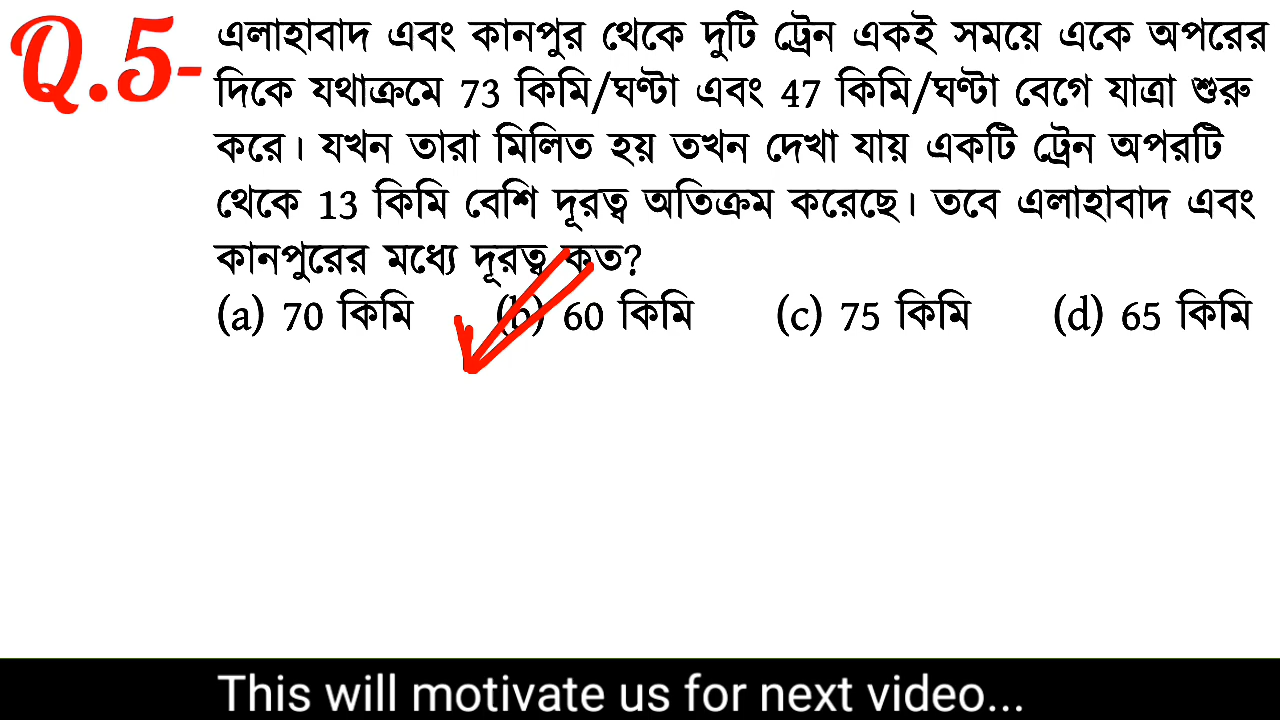 Q.5- এলাহাবাদ এবং কানপুর থেকে দুটি ট্রেন একই সময়ে একে অপরের
দিকে যথাক্রমে 73 কিমি/ঘণ্টা এবং 47 কিমি/ঘণ্টা বেগে যাত্রা শুরু
করে। যখন তারা মিলিত হয় তখন দেখা যায় একটি ট্রেন অপরটি
থেকে 13 কিমি বেশি দূরত্ব অতিক্রম করেছে। তবে এলাহাবাদ এবং
কানপুরের মধ্যে দূরত্ব কত?
(a) 70 কিমি (b) 60 কিমি (c) 75 কিমি (d) 65 কিমি
This will motivate us for next video...